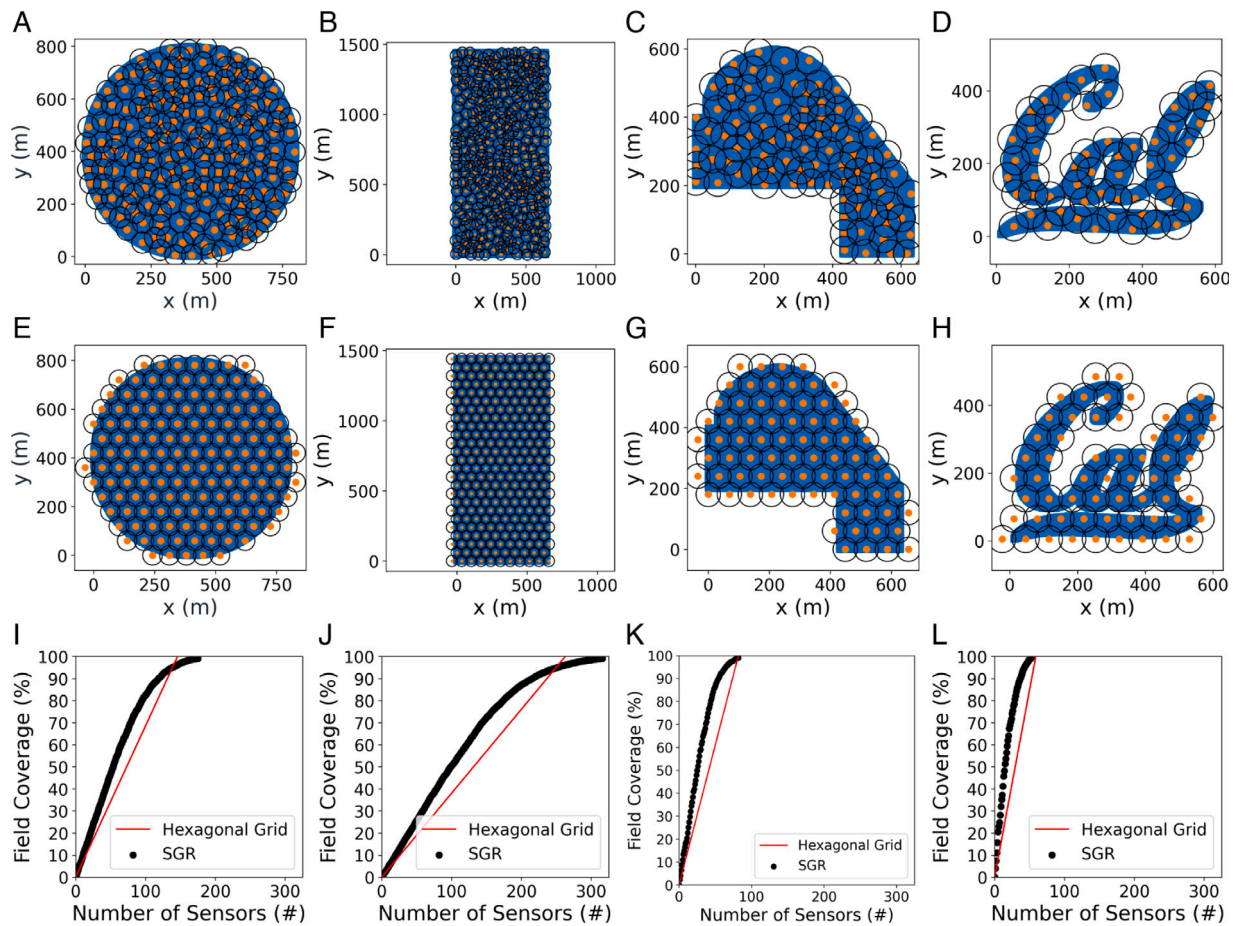 A
800
600
400
200
0
y (m)
0 250 500 750
x (m)
B
1500
1000
500
0
y (m)
0 500 1000
x (m)
C
600
400
200
0
y (m)
0 200 400 600
x (m)
D
400
200
0
y (m)
0 200 400 600
x (m)
E
800
600
400
200
0
y (m)
0 250 500 750
x (m)
F
1500
1000
500
0
y (m)
0 500 1000
x (m)
G
600
400
200
0
y (m)
0 200 400 600
x (m)
H
400
200
0
y (m)
0 200 400 600
x (m)
I
100
90
80
70
60
50
40
30
20
10
0
Field Coverage (%)
Hexagonal Grid
SGR
0 100 200 300
Number of Sensors (#)
J
100
90
80
70
60
50
40
30
20
10
0
Field Coverage (%)
Hexagonal Grid
SGR
0 100 200 300
Number of Sensors (#)
K
100
90
80
70
60
50
40
30
20
10
0
Field Coverage (%)
Hexagonal Grid
SGR
0 100 200 300
Number of Sensors (#)
L
100
90
80
70
60
50
40
30
20
10
0
Field Coverage (%)
Hexagonal Grid
SGR
0 100 200 300
Number of Sensors (#)